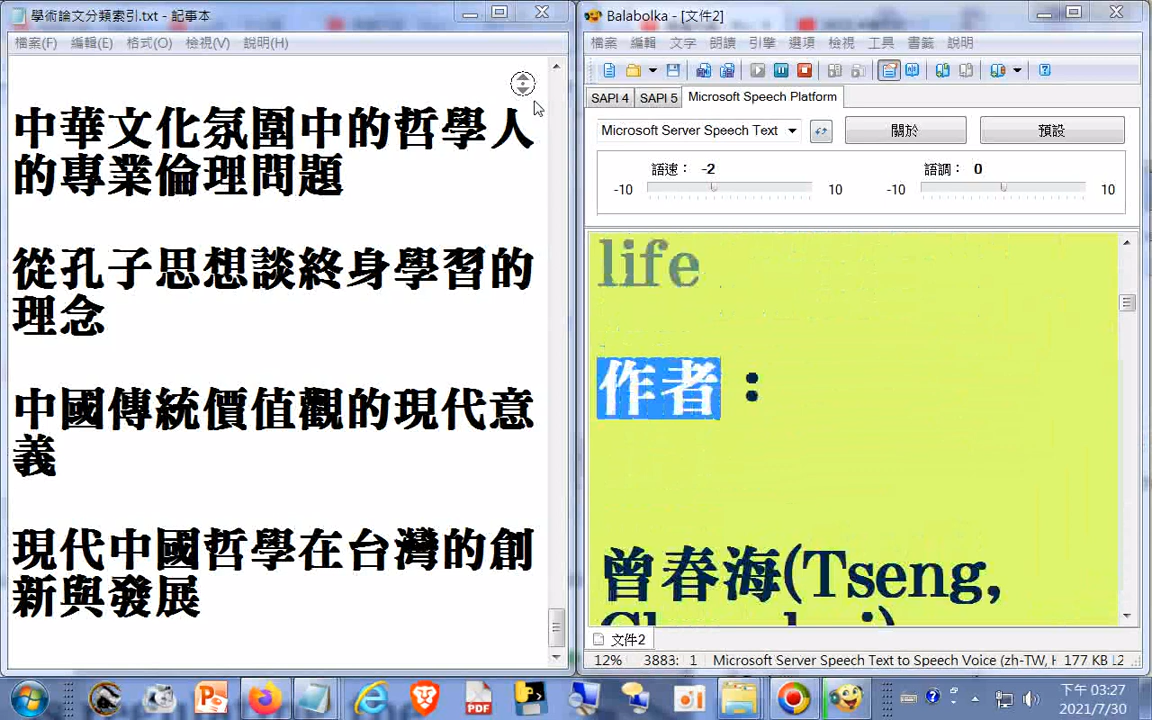 學術論文分類索引.txt - 記事本
檔案(F) 編輯(E) 格式(O) 檢視(V) 說明(H)
中華文化氛圍中的哲學人
的專業倫理問題
從孔子思想談終身學習的
理念
中國傳統價值觀的現代意
義
現代中國哲學在台灣的創
新與發展
Balabolka - [文件2]
檔案 編輯 文字 朗讀 引擎 選項 檢視 工具 書籤 說明
SAPI 4 SAPI 5 Microsoft Speech Platform
Microsoft Server Speech Text 關於 預設
語速： -2 語調： 0
-10 10 -10 10
life
作者：
曾春海(Tseng,
文件2
12% 3883: 1 Microsoft Server Speech Text to Speech Voice (zh-TW, H 177 KB
PDF
下午 03:27
2021/7/30